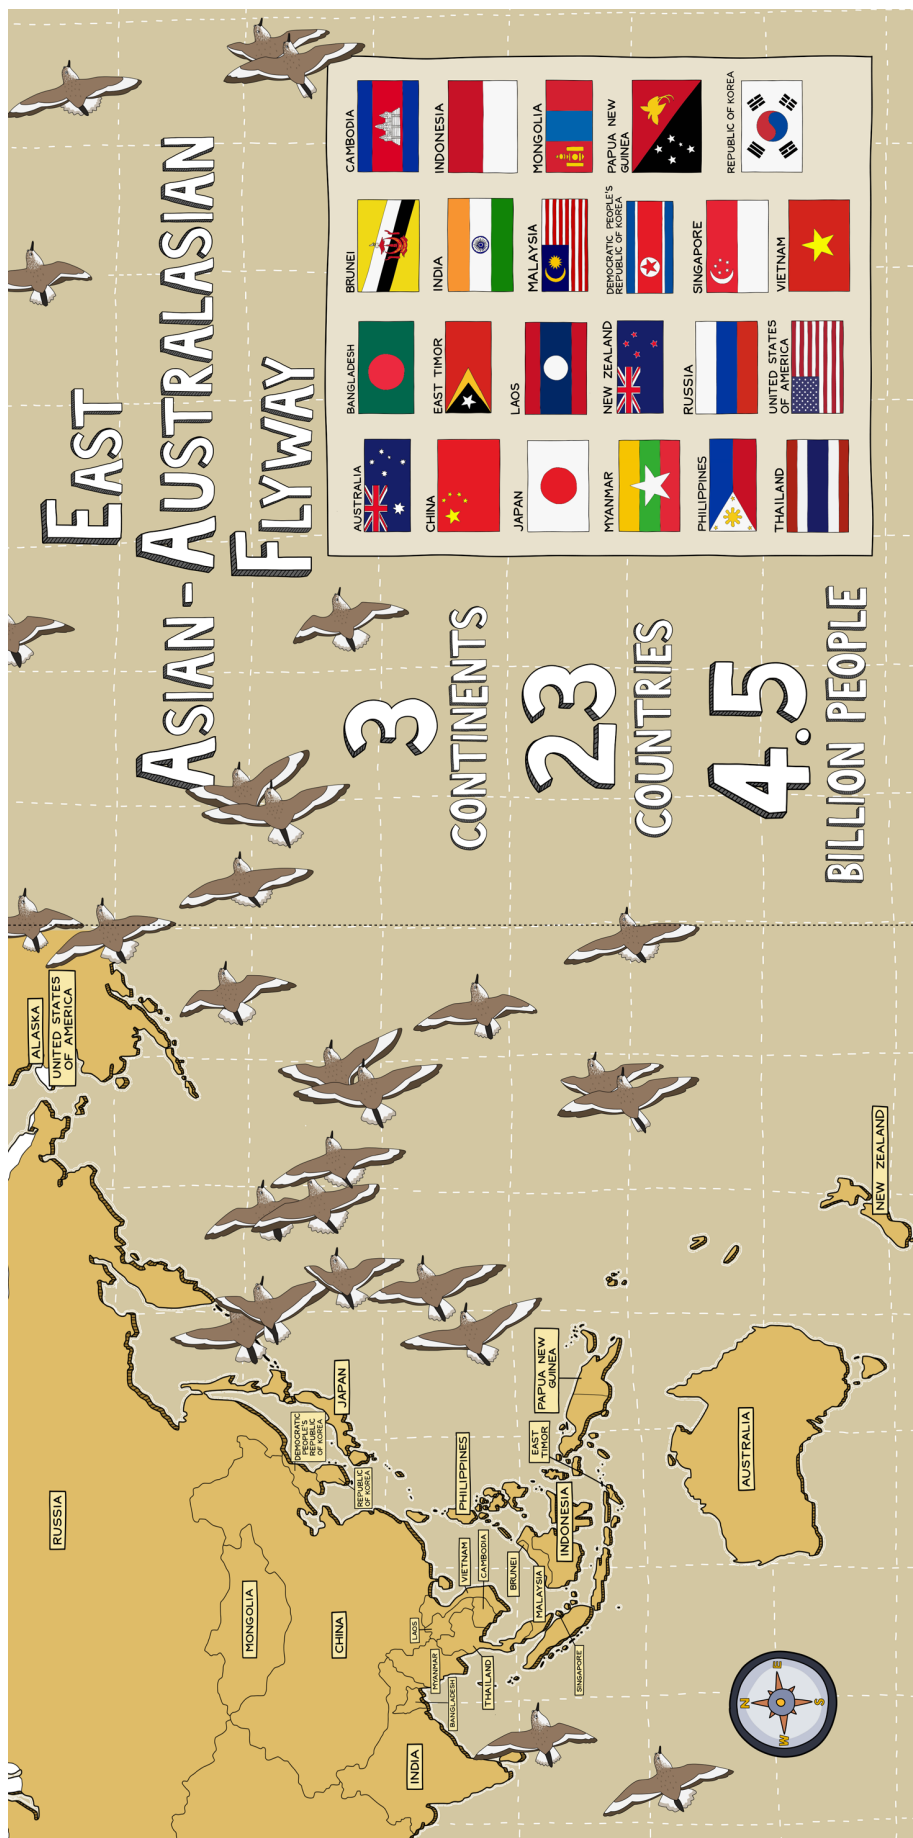 EAST
ASIAN-AUSTRALASIAN
FLYWAY
3
CONTINENTS
23
COUNTRIES
4.5
BILLION PEOPLE
AUSTRALIA
BANGLADESH
BRUNEI
CAMBODIA
CHINA
EAST TIMOR
INDIA
INDONESIA
JAPAN
LAOS
MALAYSIA
MONGOLIA
MYANMAR
NEW ZEALAND
DEMOCRATIC PEOPLE'S
REPUBLIC OF KOREA
PAPUA NEW
GUINEA
PHILIPPINES
RUSSIA
SINGAPORE
REPUBLIC OF KOREA
THAILAND
UNITED STATES
OF AMERICA
VIETNAM
ALASKA
UNITED STATES
OF AMERICA
RUSSIA
MONGOLIA
CHINA
DEMOCRATIC
PEOPLE'S
REPUBLIC
OF KOREA
JAPAN
REPUBLIC
OF KOREA
INDIA
BANGLADESH
MYANMAR
LAOS
THAILAND
VIETNAM
CAMBODIA
PHILIPPINES
BRUNEI
MALAYSIA
SINGAPORE
INDONESIA
EAST
TIMOR
PAPUA NEW
GUINEA
AUSTRALIA
NEW ZEALAND
N
W
E
S